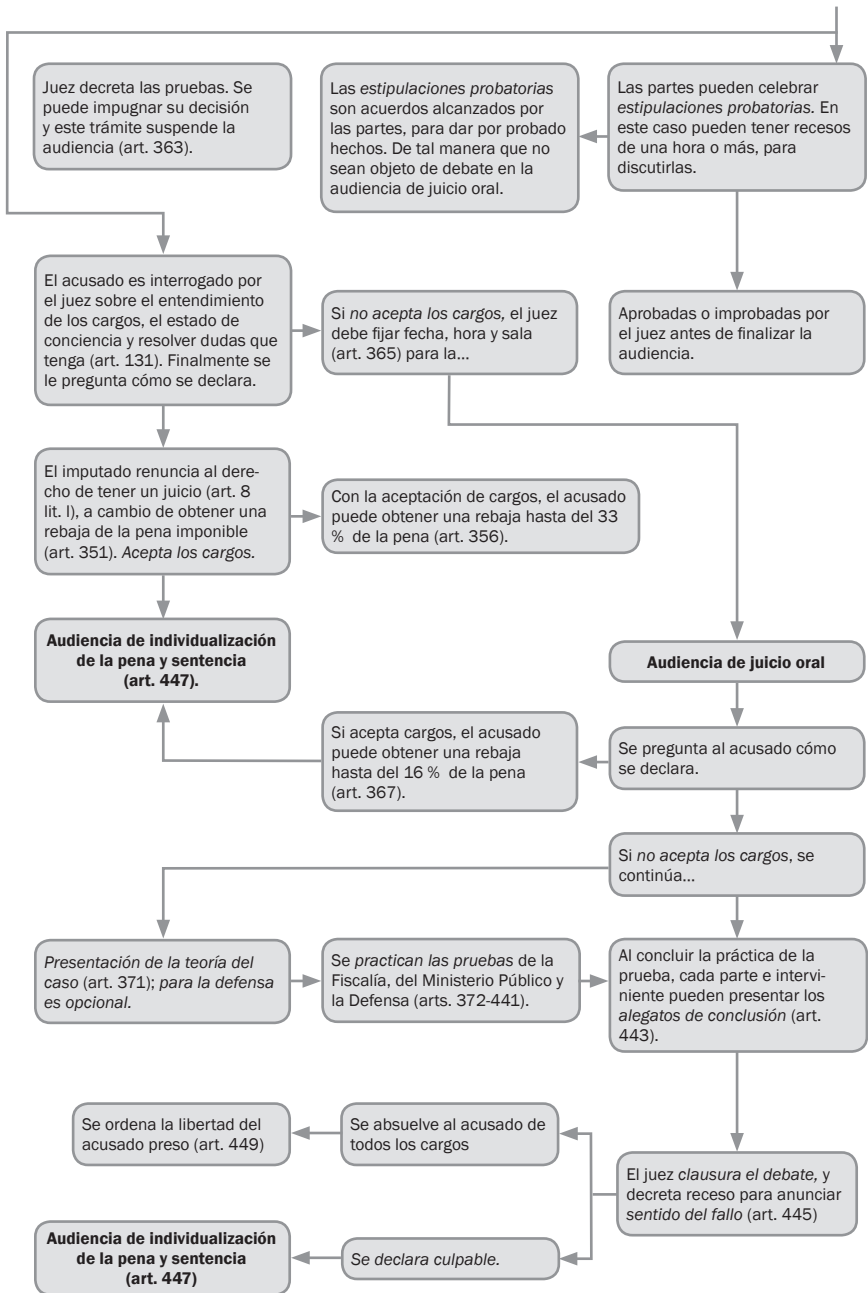 Juez decreta las pruebas. Se
puede impugnar su decisión
y este trámite suspende la
audiencia (art. 363).
Las estipulaciones probatorias
son acuerdos alcanzados por
las partes, para dar por probado
hechos. De tal manera que no
sean objeto de debate en la
audiencia de juicio oral.
Las partes pueden celebrar
estipulaciones probatorias. En
este caso pueden tener recesos
de una hora o más, para
discutirlas.
El acusado es interrogado por
el juez sobre el entendimiento
de los cargos, el estado de
conciencia y resolver dudas que
tenga (art. 131). Finalmente se
le pregunta cómo se declara.
Si no acepta los cargos, el juez
debe fijar fecha, hora y sala
(art. 365) para la...
Aprobadas o improbadas por
el juez antes de finalizar la
audiencia.
El imputado renuncia al dere-
cho de tener un juicio (art. 8
lit. l), a cambio de obtener una
rebaja de la pena imponible
(art. 351). Acepta los cargos.
Con la aceptación de cargos, el acusado
puede obtener una rebaja hasta del 33
% de la pena (art. 356).
Audiencia de individualización
de la pena y sentencia
(art. 447).
Audiencia de juicio oral
Si acepta cargos, el acusado
puede obtener una rebaja
hasta del 16 % de la pena
(art. 367).
Se pregunta al acusado cómo
se declara.
Si no acepta los cargos, se
continúa...
Presentación de la teoría del
caso (art. 371); para la defensa
es opcional.
Se practican las pruebas de la
Fiscalía, del Ministerio Público y
la Defensa (arts. 372-441).
Al concluir la práctica de la
prueba, cada parte e intervi-
niente pueden presentar los
alegatos de conclusión (art.
443).
Se ordena la libertad del
acusado preso (art. 449)
Se absuelve al acusado de
todos los cargos
El juez clausura el debate, y
decreta receso para anunciar
sentido del fallo (art. 445)
Audiencia de individualización
de la pena y sentencia
(art. 447)
Se declara culpable.